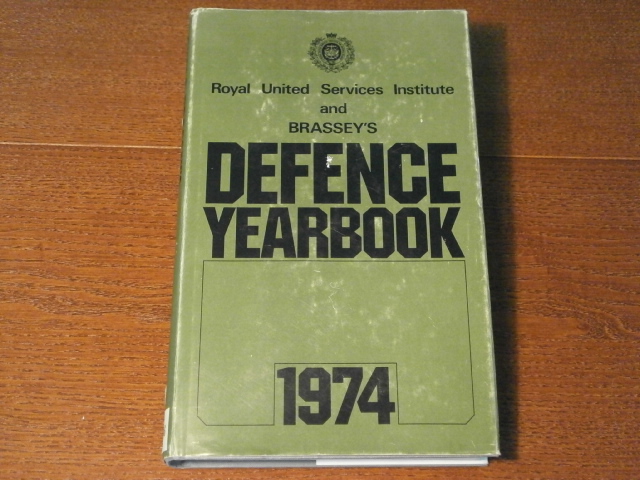 Royal United Services Institute
and
BRASSEY'S
DEFENCE
YEARBOOK
1974